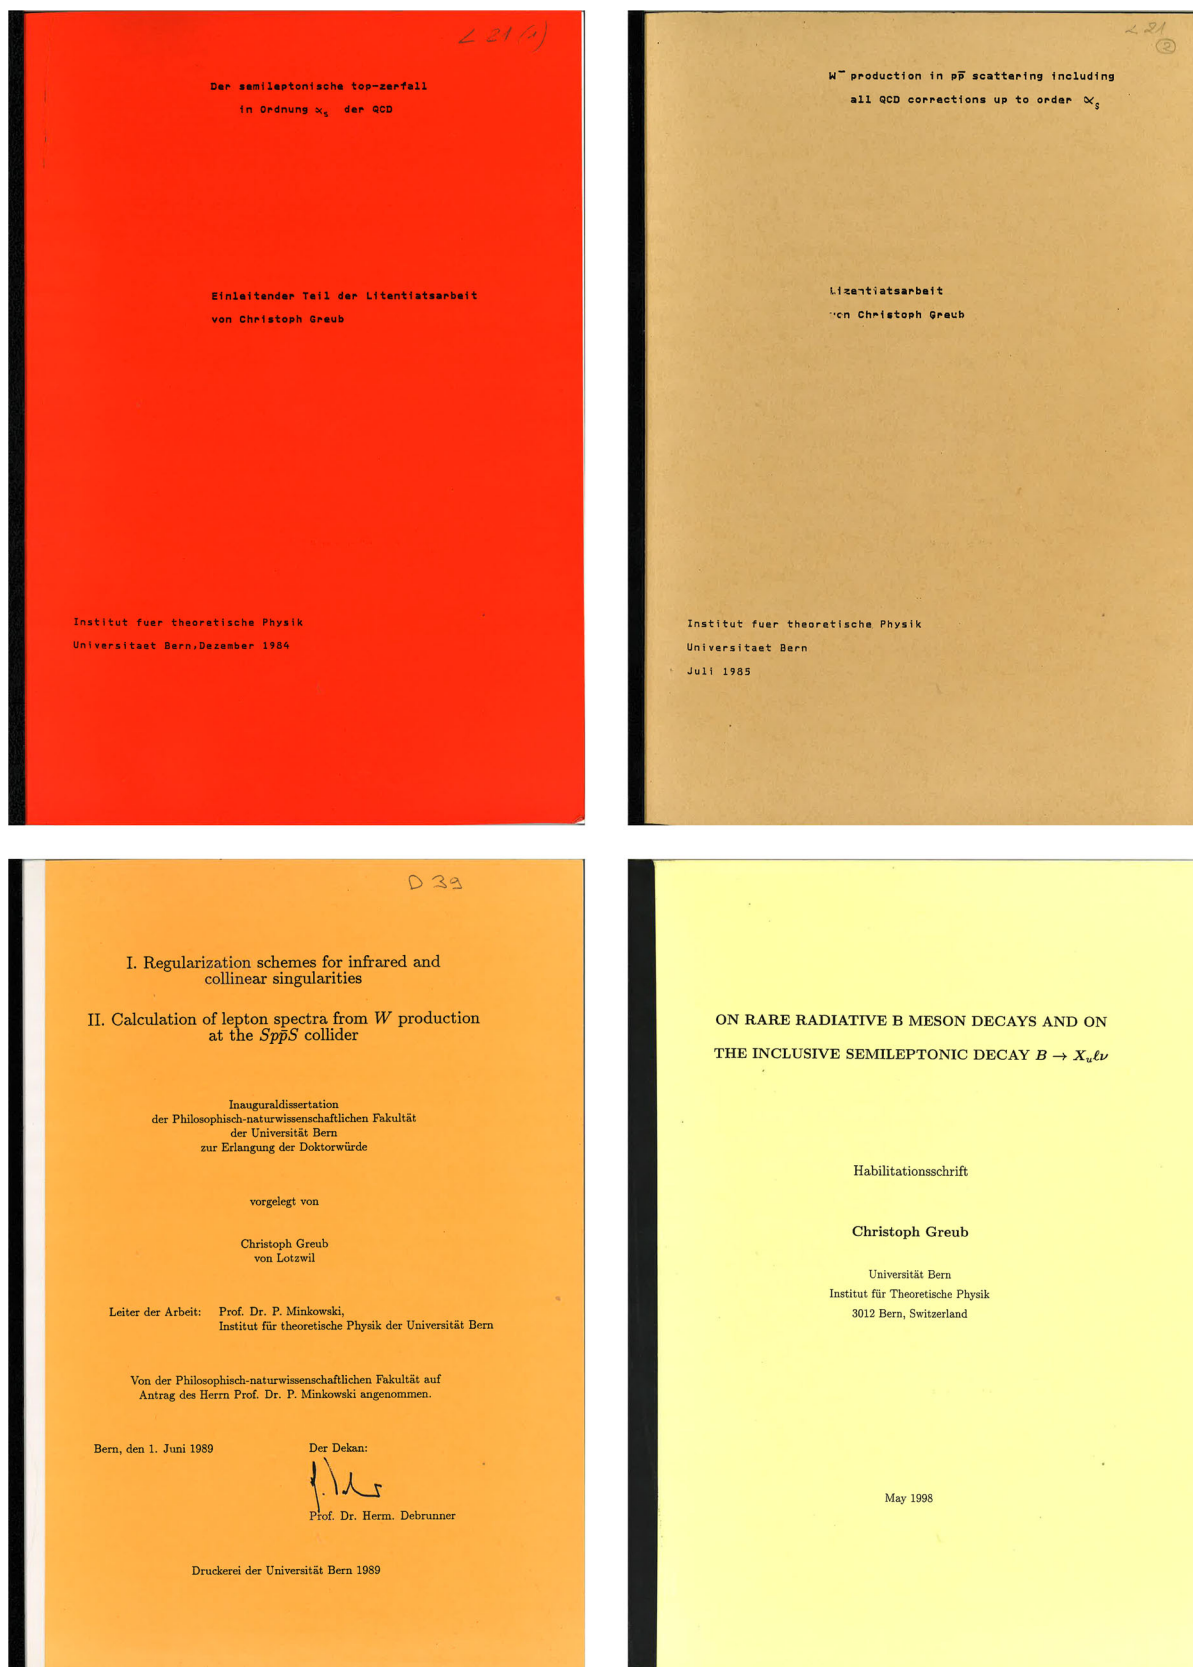 L 21 (1)
Der semileptonische top-zerfall
in Ordnung αs der QCD
Einleitender Teil der Litentiatsarbeit
von Christoph Greub
Institut fuer theoretische Physik
Universitaet Bern,Dezember 1984
L 21
2
W⁻ production in pp̄ scattering including
all QCD corrections up to order αs
Lizentiatsarbeit
von Christoph Greub
Institut fuer theoretische Physik
Universitaet Bern
Juli 1985
D 39
I. Regularization schemes for infrared and
collinear singularities
II. Calculation of lepton spectra from W production
at the Spp̄S collider
Inauguraldissertation
der Philosophisch-naturwissenschaftlichen Fakultät
der Universität Bern
zur Erlangung der Doktorwürde
vorgelegt von
Christoph Greub
von Lotzwil
Leiter der Arbeit: Prof. Dr. P. Minkowski,
Institut für theoretische Physik der Universität Bern
Von der Philosophisch-naturwissenschaftlichen Fakultät auf
Antrag des Herrn Prof. Dr. P. Minkowski angenommen.
Bern, den 1. Juni 1989 Der Dekan:
Prof. Dr. Herm. Debrunner
Druckerei der Universität Bern 1989
ON RARE RADIATIVE B MESON DECAYS AND ON
THE INCLUSIVE SEMILEPTONIC DECAY B → Xuℓν
Habilitationsschrift
Christoph Greub
Universität Bern
Institut für Theoretische Physik
3012 Bern, Switzerland
May 1998